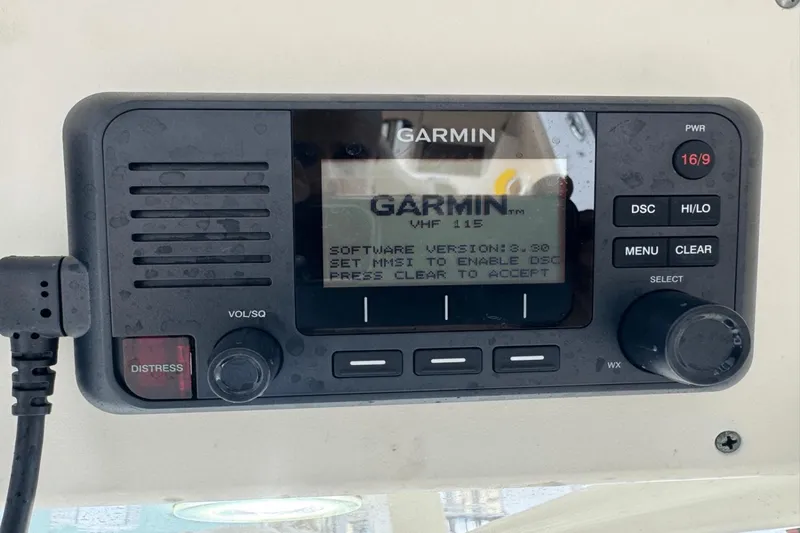 GARMIN
PWR
16/9
GARMIN™
VHF 115
SOFTWARE VERSION:3.30
SET MMSI TO ENABLE DSC
PRESS CLEAR TO ACCEPT
DSC HI/LO
MENU CLEAR
SELECT
VOL/SQ
DISTRESS
WX